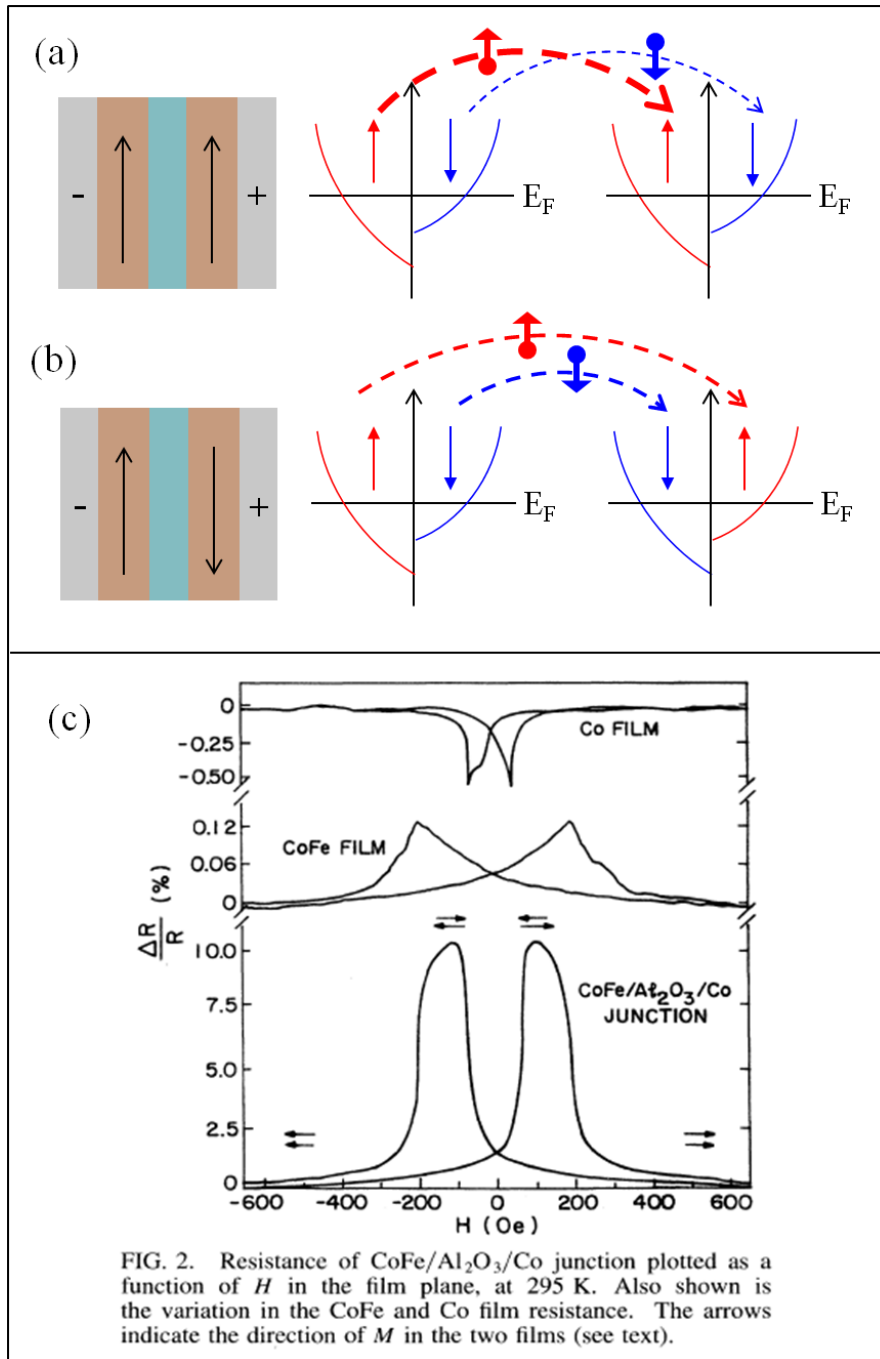 (a)
-
+
E_F
E_F
(b)
-
+
E_F
E_F
(c)
0
-0.25
-0.50
Co FILM
0.12
0.06
0
CoFe FILM
ΔR/R (%)
10.0
7.5
5.0
2.5
0
CoFe/Al₂O₃/Co
JUNCTION
-600 -400 -200 0 200 400 600
H (Oe)
FIG. 2. Resistance of CoFe/Al₂O₃/Co junction plotted as a
function of H in the film plane, at 295 K. Also shown is
the variation in the CoFe and Co film resistance. The arrows
indicate the direction of M in the two films (see text).